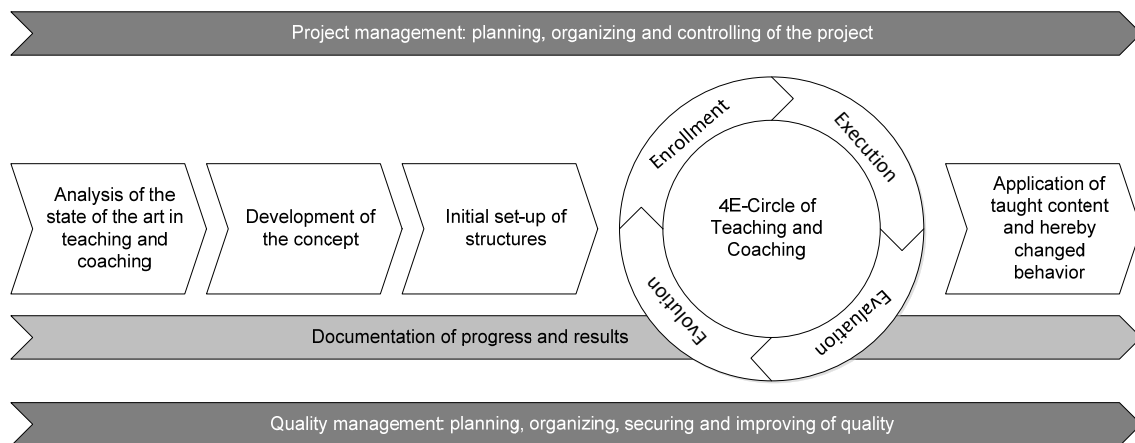 Project management: planning, organizing and controlling of the project
Enrollment
Execution
Analysis of the
state of the art in
teaching and
coaching
Development of
the concept
Initial set-up of
structures
4E-Circle of
Teaching and
Coaching
Application of
taught content
and hereby
changed
behavior
Evolution
Evaluation
Documentation of progress and results
Quality management: planning, organizing, securing and improving of quality